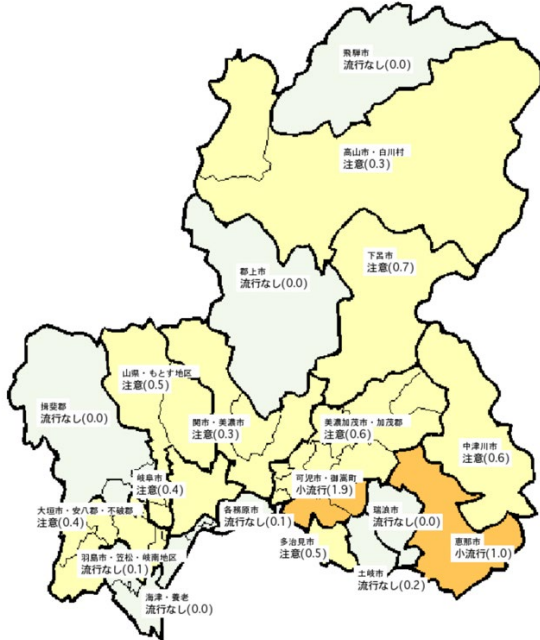 飛騨市
流行なし(0.0)
高山市・白川村
注意(0.3)
下呂市
注意(0.7)
郡上市
流行なし(0.0)
山県・もとす地区
注意(0.5)
揖斐郡
流行なし(0.0)
関市・美濃市
注意(0.3)
美濃加茂市・加茂郡
注意(0.6)
中津川市
注意(0.6)
岐阜市
注意(0.4)
可児市・御嵩町
小流行(1.9)
大垣市・安八郡・不破郡
注意(0.4)
各務原市
流行なし(0.1)
瑞浪市
流行なし(0.0)
多治見市
注意(0.5)
恵那市
小流行(1.0)
羽島市・笠松・岐南地区
流行なし(0.1)
土岐市
流行なし(0.2)
海津・養老
流行なし(0.0)